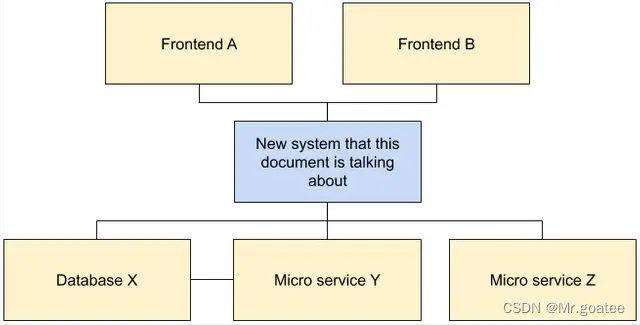 Frontend A
Frontend B
New system that this
document is talking
about
Database X
Micro service Y
Micro service Z
CSDN @Mr.goatee